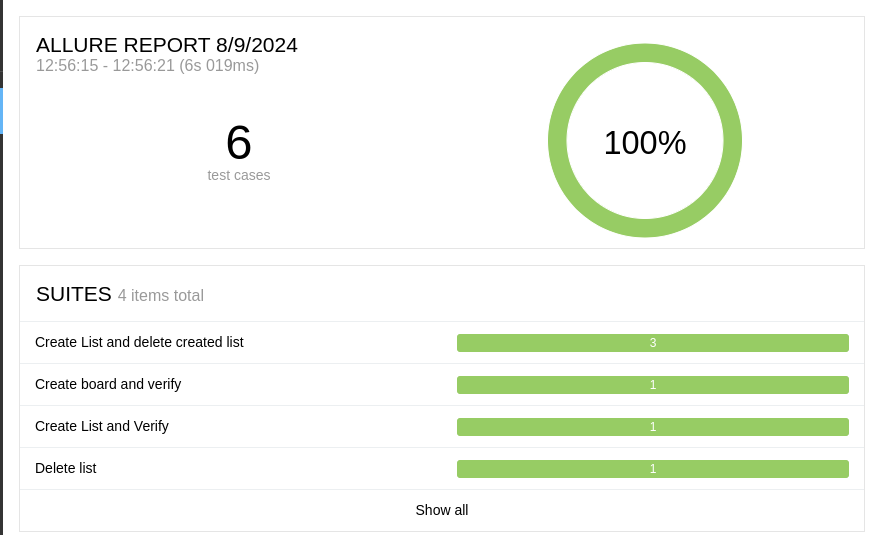 ALLURE REPORT 8/9/2024
12:56:15 - 12:56:21 (6s 019ms)
6
test cases
100%
SUITES 4 items total
Create List and delete created list 3
Create board and verify 1
Create List and Verify 1
Delete list 1
Show all